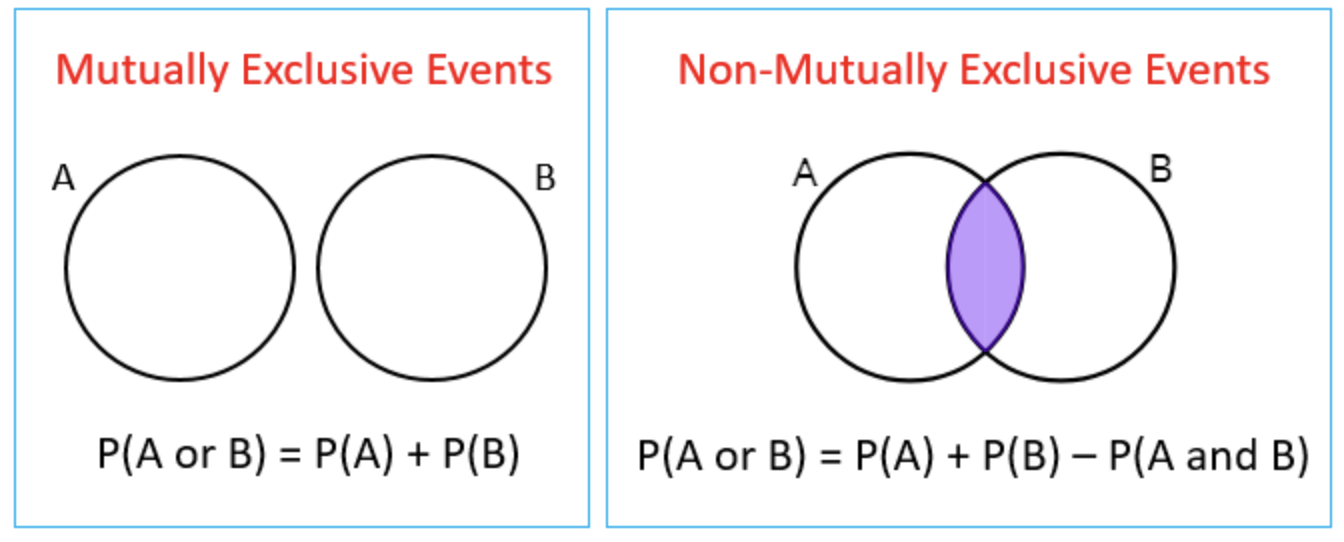 Mutually Exclusive Events
A
B
P(A or B) = P(A) + P(B)
Non-Mutually Exclusive Events
A
B
P(A or B) = P(A) + P(B) – P(A and B)